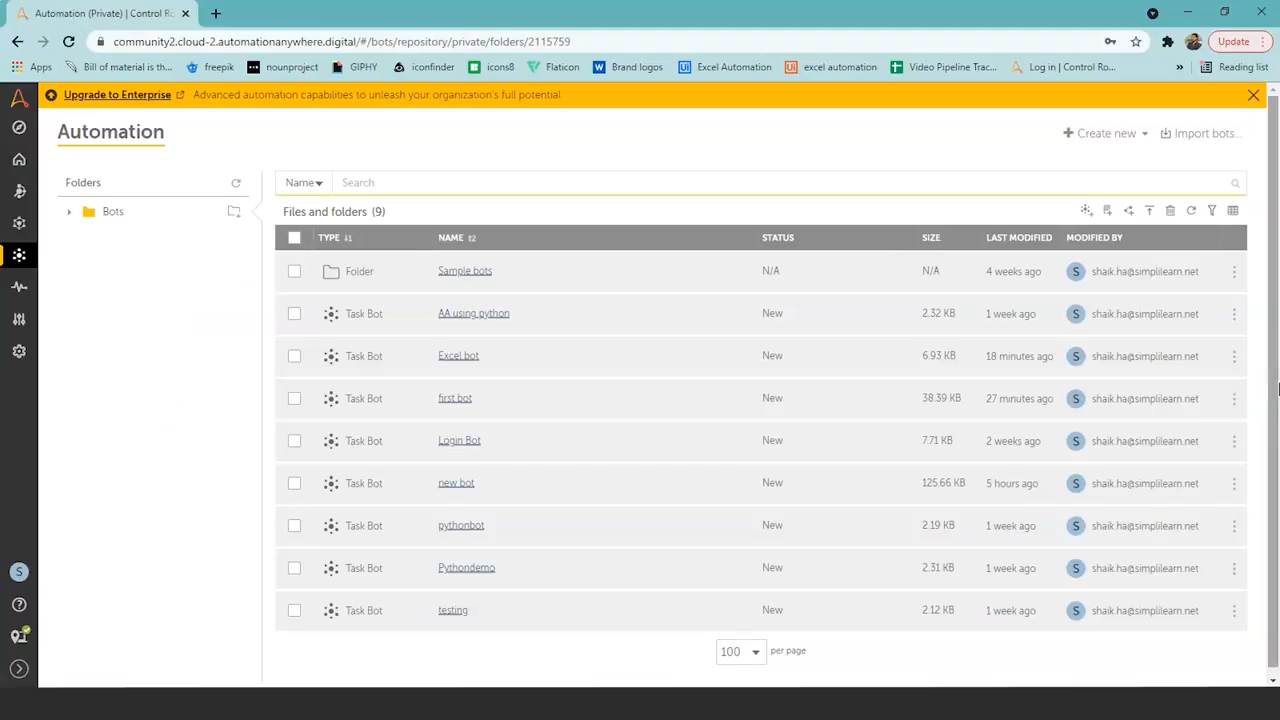 Automation (Private) | Control Ro
community2.cloud-2.automationanywhere.digital/#/bots/repository/private/folders/2115759
Update
Apps Bill of material is th... freepik nounproject GIPHY iconfinder icons8 Flaticon Brand logos Excel Automation excel automation Video Pipeline Trac... Log in | Control Ro... » Reading list
Upgrade to Enterprise Advanced automation capabilities to unleash your organization's full potential.
Automation
Create new Import bots...
Folders
Bots
Name Search
Files and folders (9)
TYPE NAME STATUS SIZE LAST MODIFIED MODIFIED BY
Folder Sample bots N/A N/A 4 weeks ago S shaik.ha@simplilearn.net
Task Bot AA using python New 2.32 KB 1 week ago S shaik.ha@simplilearn.net
Task Bot Excel bot New 6.93 KB 18 minutes ago S shaik.ha@simplilearn.net
Task Bot first bot New 38.39 KB 27 minutes ago S shaik.ha@simplilearn.net
Task Bot Login Bot New 7.71 KB 2 weeks ago S shaik.ha@simplilearn.net
Task Bot new bot New 125.66 KB 5 hours ago S shaik.ha@simplilearn.net
Task Bot pythonbot New 2.19 KB 1 week ago S shaik.ha@simplilearn.net
Task Bot Pythondemo New 2.31 KB 1 week ago S shaik.ha@simplilearn.net
Task Bot testing New 2.12 KB 1 week ago S shaik.ha@simplilearn.net
100 per page
S